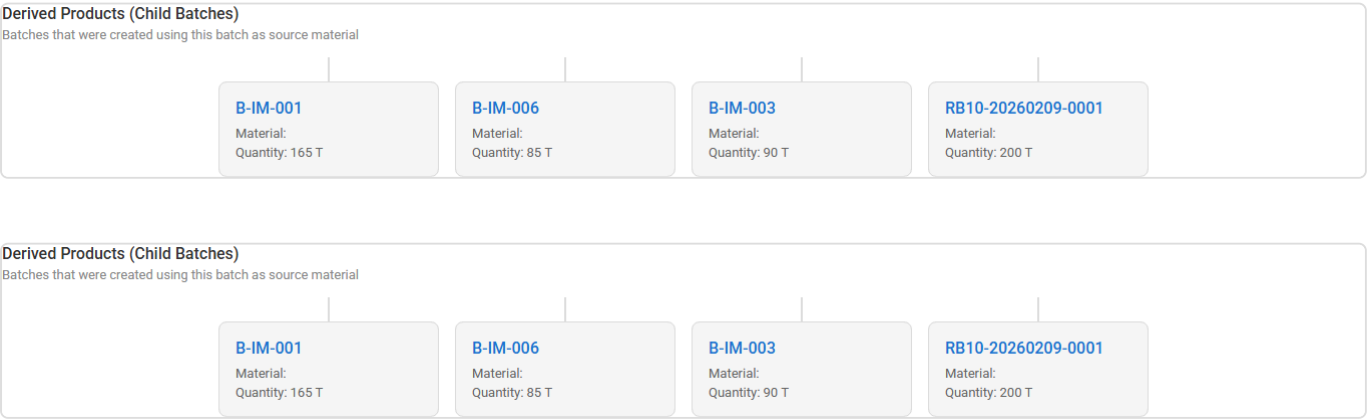 Derived Products (Child Batches)
Batches that were created using this batch as source material
B-IM-001
Material:
Quantity: 165 T
B-IM-006
Material:
Quantity: 85 T
B-IM-003
Material:
Quantity: 90 T
RB10-20260209-0001
Material:
Quantity: 200 T
Derived Products (Child Batches)
Batches that were created using this batch as source material
B-IM-001
Material:
Quantity: 165 T
B-IM-006
Material:
Quantity: 85 T
B-IM-003
Material:
Quantity: 90 T
RB10-20260209-0001
Material:
Quantity: 200 T